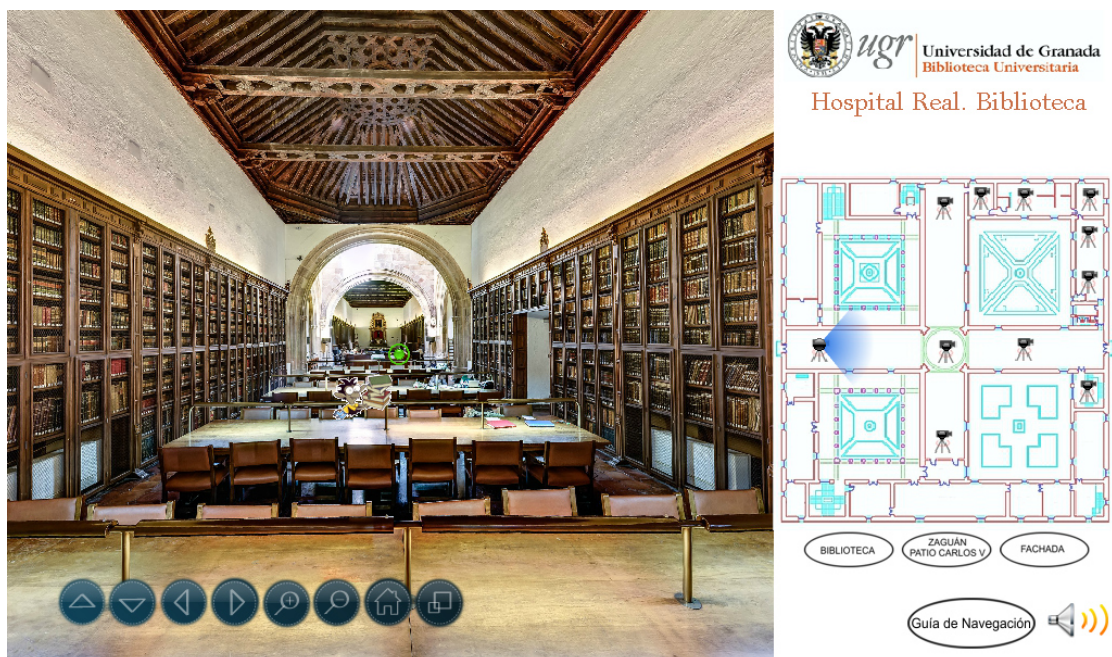 ugr
Universidad de Granada
Biblioteca Universitaria
Hospital Real. Biblioteca
BIBLIOTECA
ZAGUÁN
PATIO CARLOS V
FACHADA
Guía de Navegación